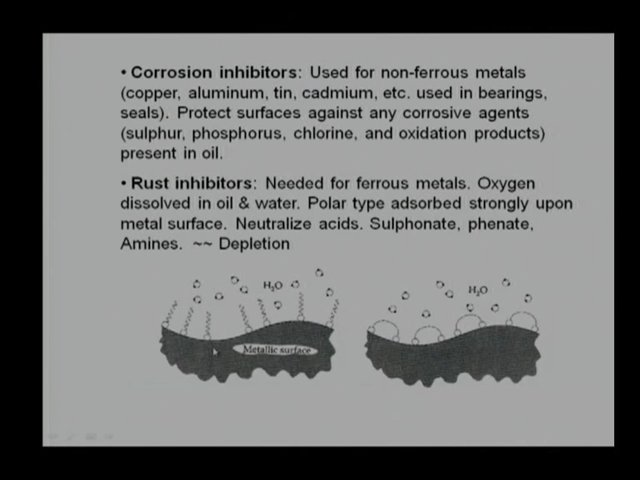 • Corrosion inhibitors: Used for non-ferrous metals
(copper, aluminum, tin, cadmium, etc. used in bearings,
seals). Protect surfaces against any corrosive agents
(sulphur, phosphorus, chlorine, and oxidation products)
present in oil.
• Rust inhibitors: Needed for ferrous metals. Oxygen
dissolved in oil & water. Polar type adsorbed strongly upon
metal surface. Neutralize acids. Sulphonate, phenate,
Amines. ~~ Depletion
H₂O
H₂O
Metallic surface